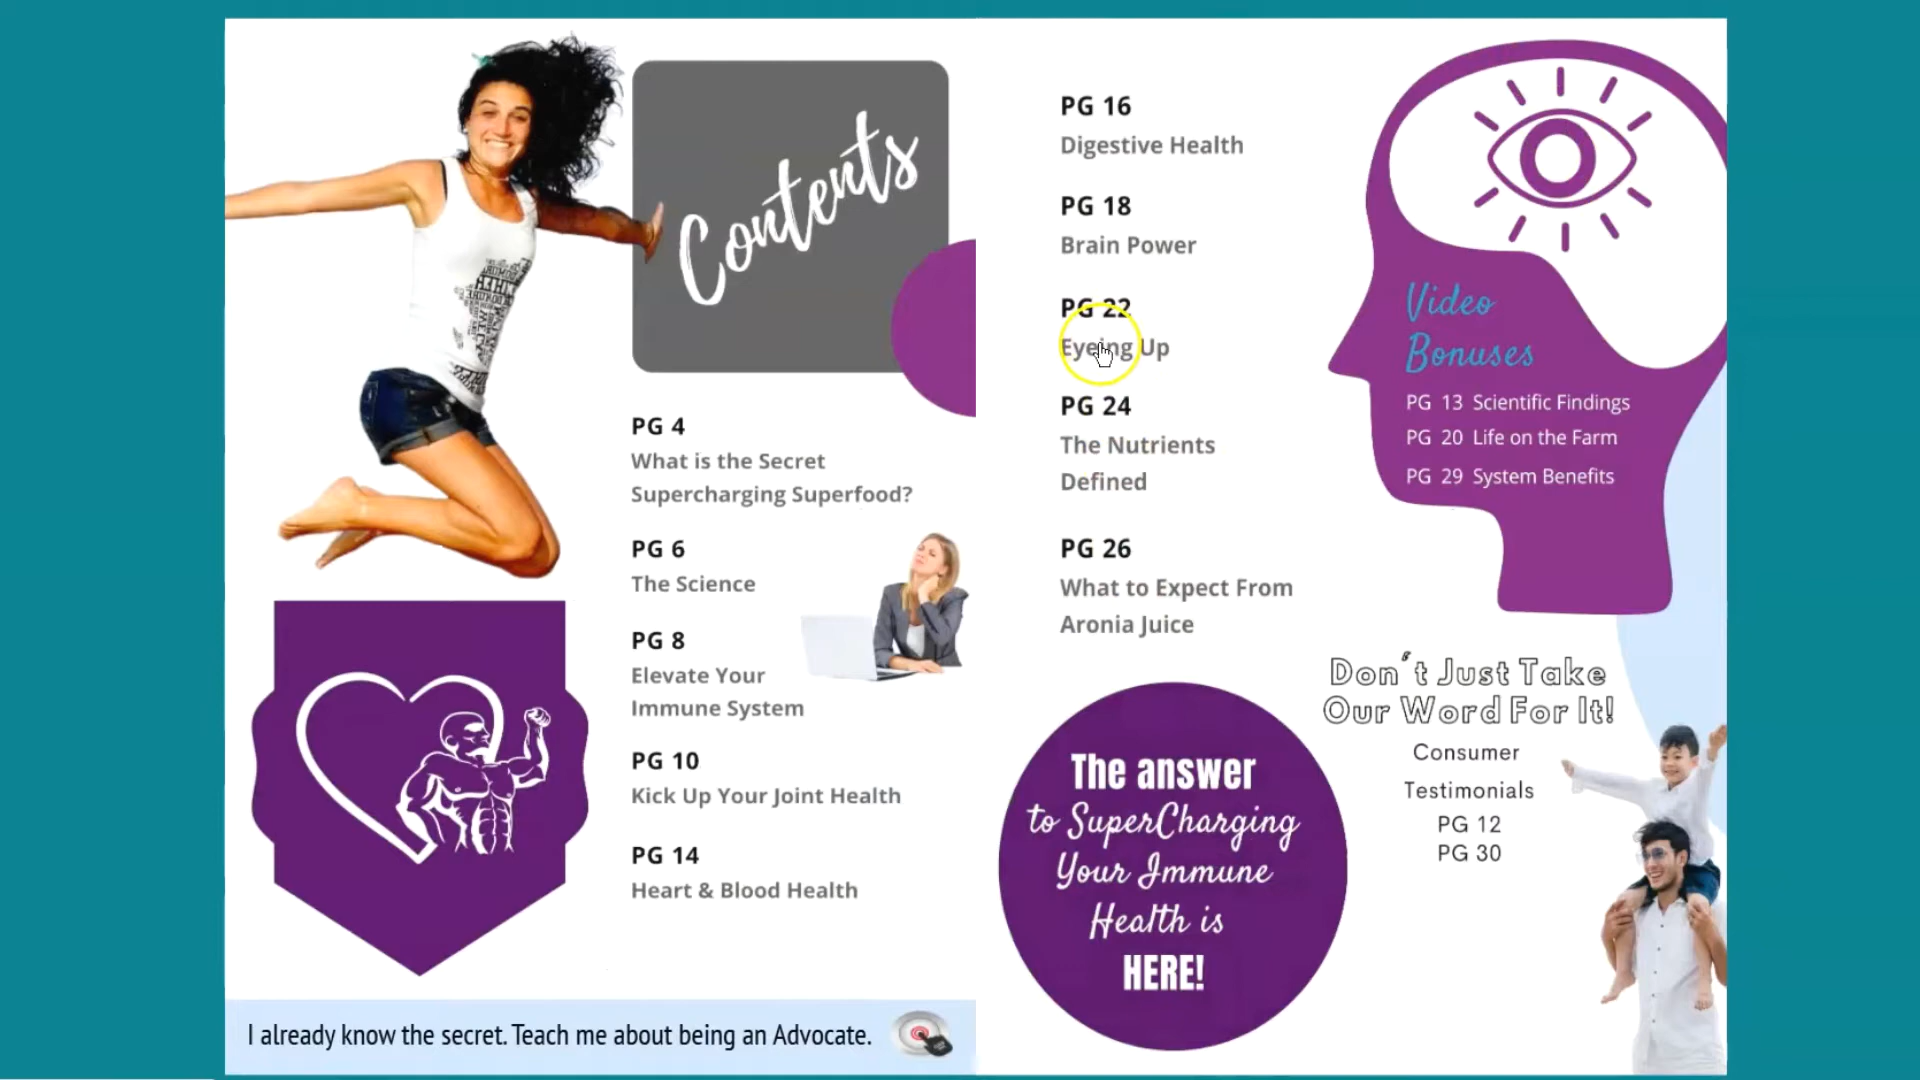 Contents
PG 4
What is the Secret
Supercharging Superfood?
PG 6
The Science
PG 8
Elevate Your
Immune System
PG 10
Kick Up Your Joint Health
PG 14
Heart & Blood Health
I already know the secret. Teach me about being an Advocate.
PG 16
Digestive Health
PG 18
Brain Power
PG 22
Eyeing Up
PG 24
The Nutrients
Defined
PG 26
What to Expect From
Aronia Juice
The answer
to SuperCharging
Your Immune
Health is
HERE!
Video
Bonuses
PG 13 Scientific Findings
PG 20 Life on the Farm
PG 29 System Benefits
Don't Just Take
Our Word For It!
Consumer
Testimonials
PG 12
PG 30